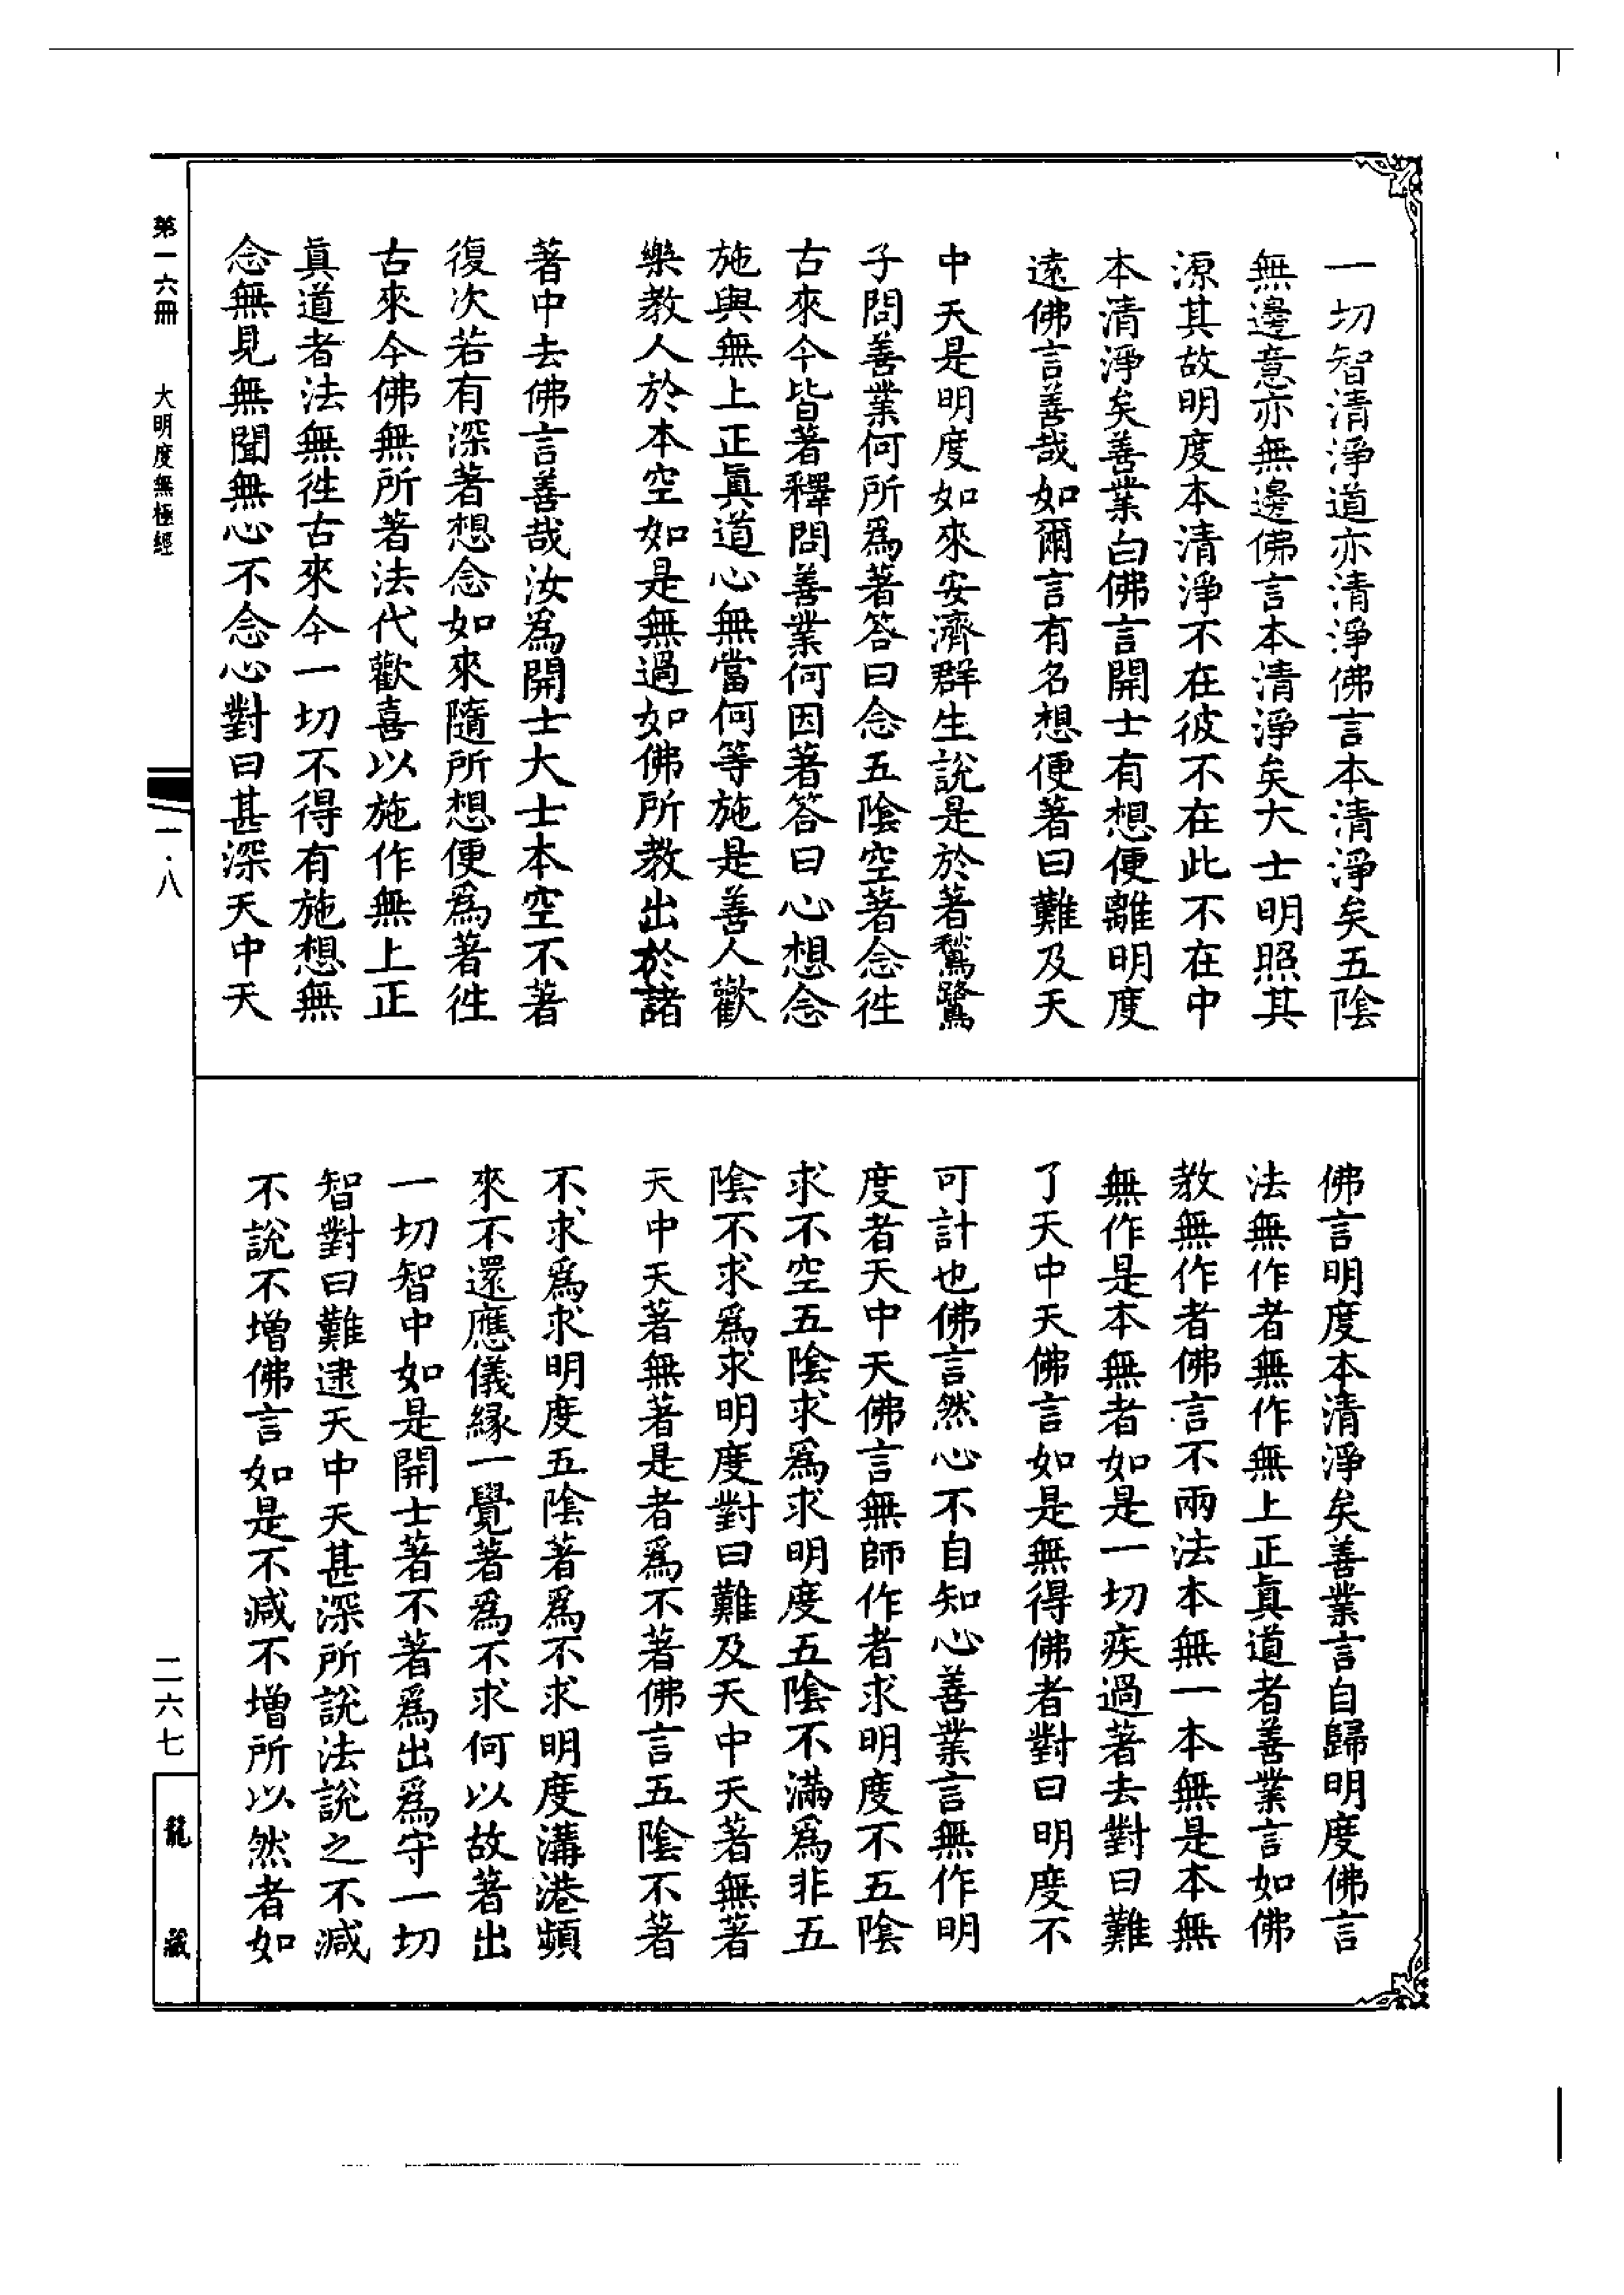 一切智清淨道亦清淨佛言本清淨矣五陰
無邊意亦無邊佛言本清淨矣大士明照其
源其故明度本清淨不在彼不在此不在中
本清淨矣善業白佛言開士有想便離明度
遠佛言善哉如爾言有名想便著曰難及天
中天是明度如來安濟群生說是於著鶖鷺
子問善業何所爲著答曰念五陰空著念徃
古來今皆著釋問善業何因著答曰心想念
施與無上正眞道心無當何等施是善人歡
樂教人於本空如是無過如佛所教出於諸
著中去佛言善哉汝爲開士大士本空不著
復次若有深著想念如來隨所想便爲著徃
古來今佛無所著法代歡喜以施作無上正
眞道者法無徃古來今一切不得有施想無
念無見無聞無心不念心對曰甚深天中天
佛言明度本清淨矣善業言自歸明度佛言
法無作者無作無上正眞道者善業言如佛
教無作者佛言不兩法本無一本無是本無
無作是本無者如是一切疾過著去對曰難
了天中天佛言如是無得佛者對曰明度不
可計也佛言然心不自知心善業言無作明
度者天中天佛言無師作者求明度不五陰
求不空五陰求爲求明度五陰不滿爲非五
陰不求爲求明度對曰難及天中天著無著
天中天著無著是者爲不著佛言五陰不著
不求爲求明度五陰著爲不求明度溝港頻
來不還應儀緣一覺著爲不求何以故著出
一切智中如是開士著不著爲出爲守一切
智對曰難逮天中天甚深所說法說之不減
不說不增佛言如是不減不增所以然者如
第一六冊 大明度無極經
一·八
二六七
龍藏